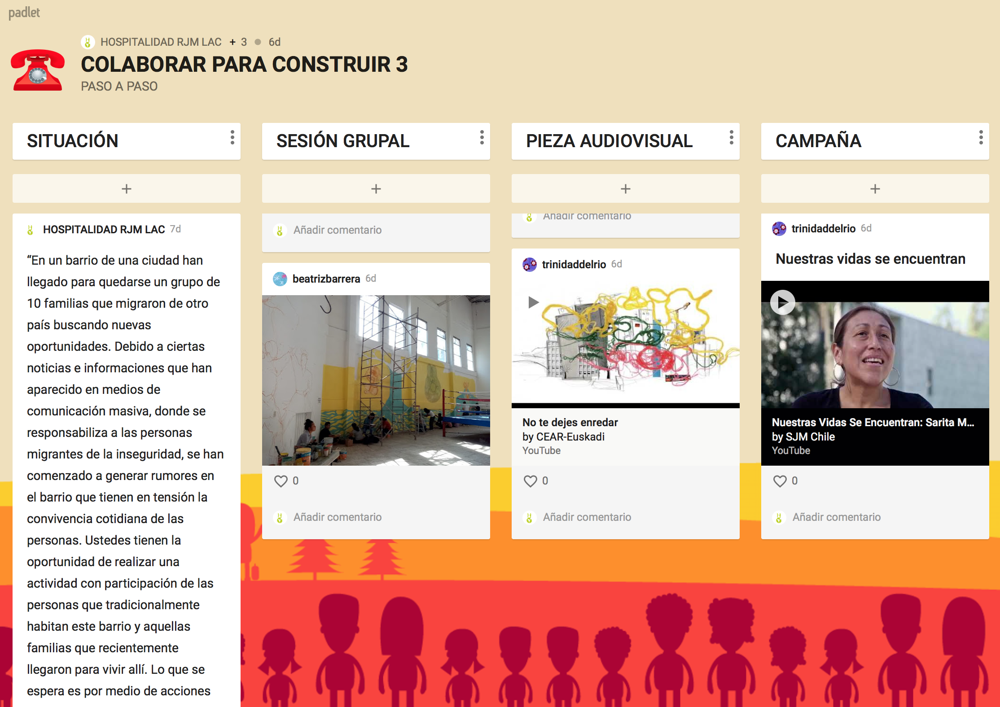 padlet
HOSPITALIDAD RJM LAC + 3 • 6d
COLABORAR PARA CONSTRUIR 3
PASO A PASO
SITUACIÓN
+
HOSPITALIDAD RJM LAC 7d
“En un barrio de una ciudad han
llegado para quedarse un grupo de
10 familias que migraron de otro
país buscando nuevas
oportunidades. Debido a ciertas
noticias e informaciones que han
aparecido en medios de
comunicación masiva, donde se
responsabiliza a las personas
migrantes de la inseguridad, se han
comenzado a generar rumores en
el barrio que tienen en tensión la
convivencia cotidiana de las
personas. Ustedes tienen la
oportunidad de realizar una
actividad con participación de las
personas que tradicionalmente
habitan este barrio y aquellas
familias que recientemente
llegaron para vivir allí. Lo que se
espera es por medio de acciones
SESIÓN GRUPAL
+
Añadir comentario
beatrizbarrera 6d
0
Añadir comentario
PIEZA AUDIOVISUAL
+
Añadir comentario
trinidaddelrio 6d
No te dejes enredar
by CEAR-Euskadi
YouTube
0
Añadir comentario
CAMPAÑA
+
trinidaddelrio 6d
Nuestras vidas se encuentran
Nuestras Vidas Se Encuentran: Sarita M...
by SJM Chile
YouTube
0
Añadir comentario